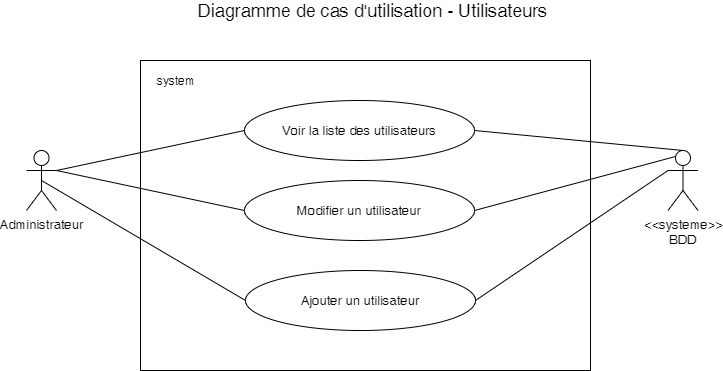 Diagramme de cas d'utilisation - Utilisateurs
system
Voir la liste des utilisateurs
Modifier un utilisateur
Administrateur
<<systeme>>
BDD
Ajouter un utilisateur